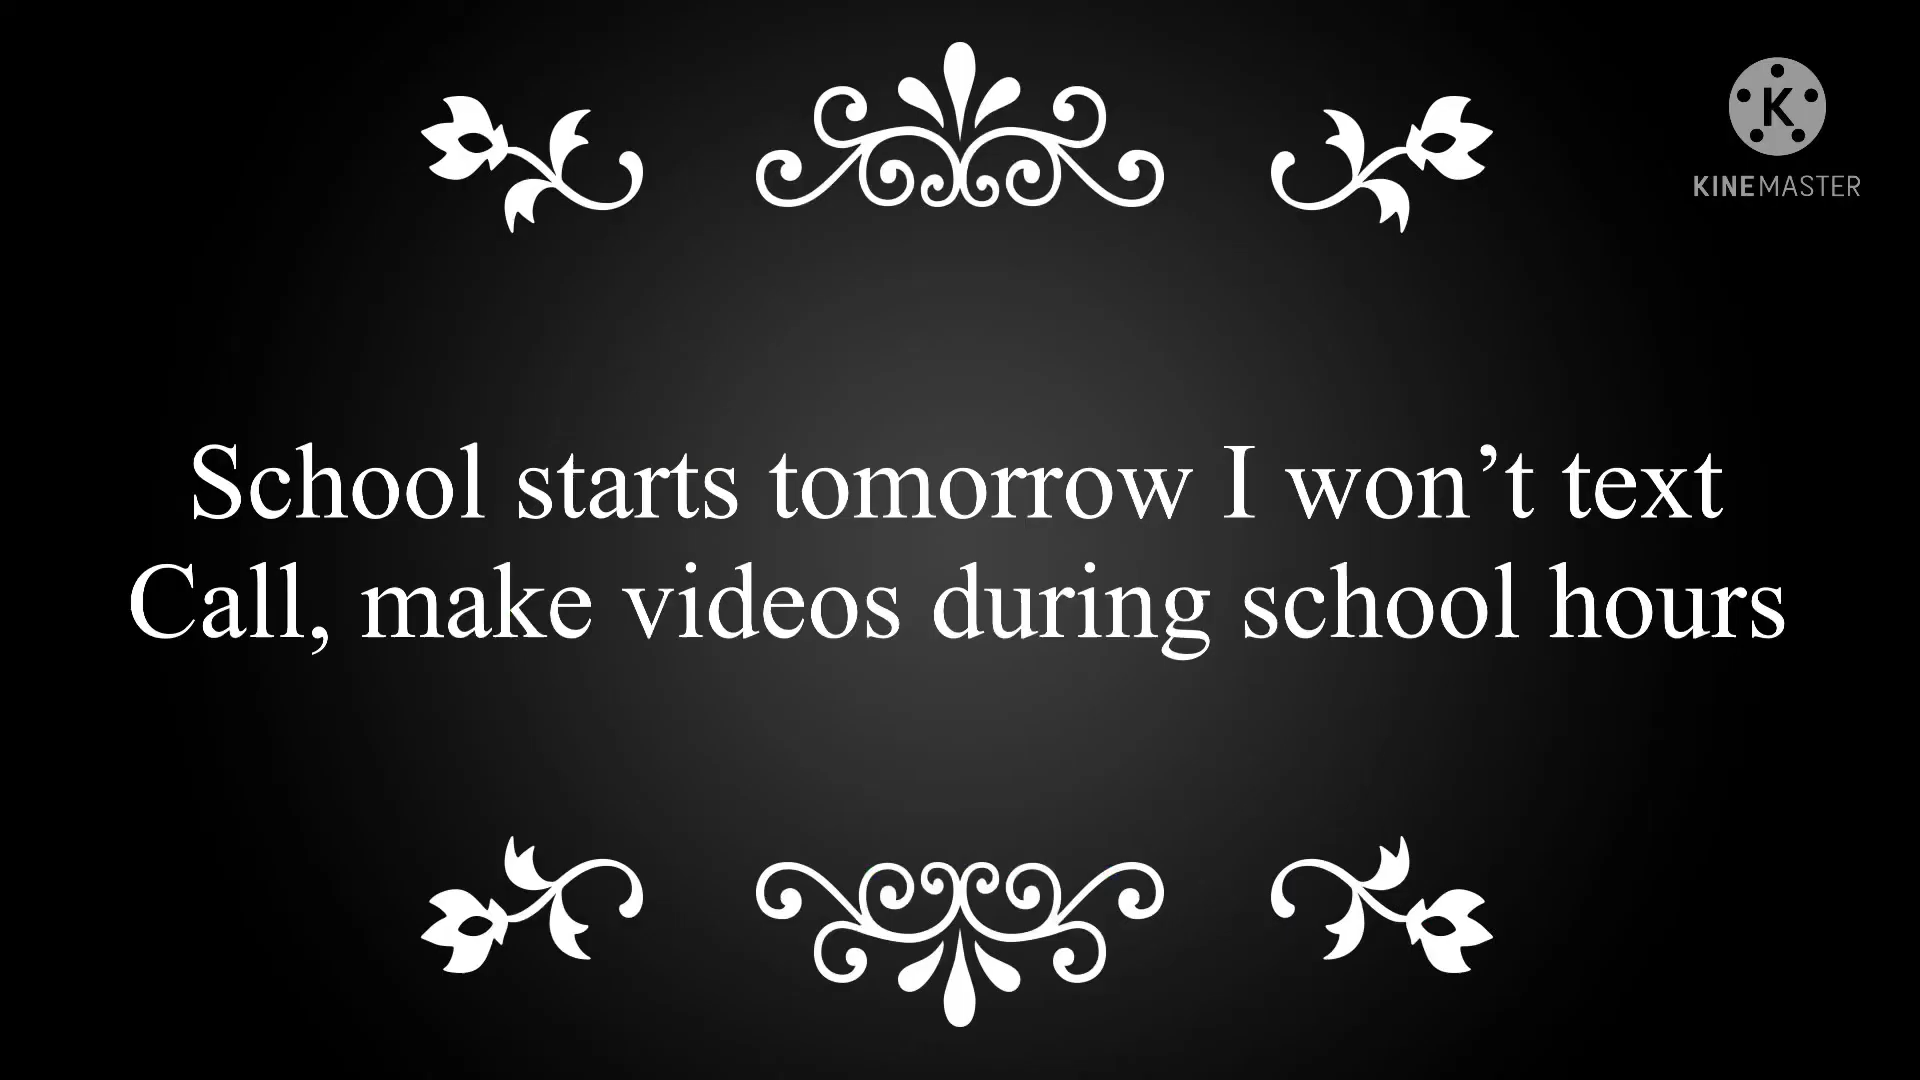 K
KINEMASTER
School starts tomorrow I won’t text
Call, make videos during school hours